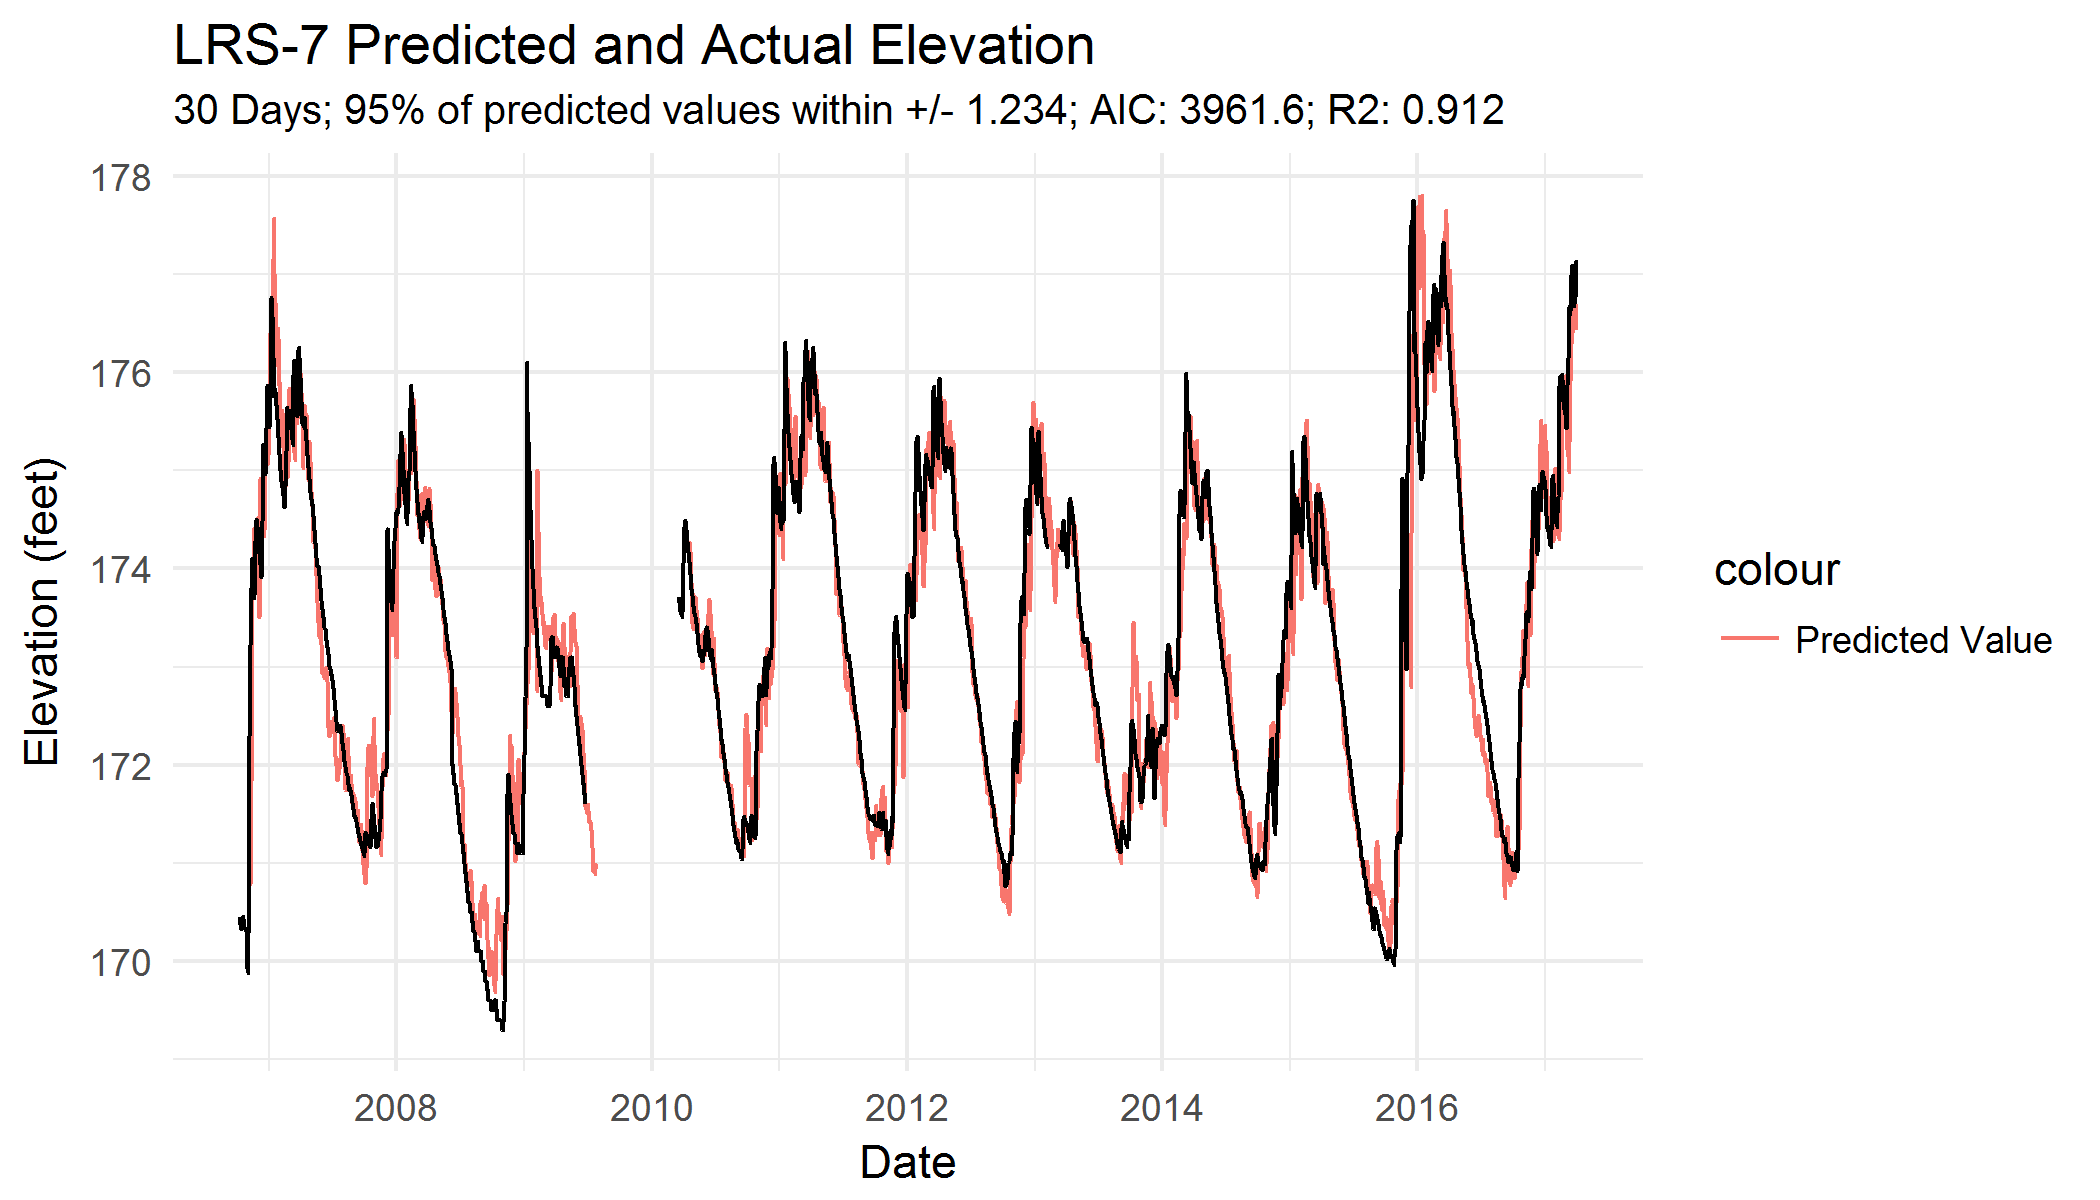 LRS-7 Predicted and Actual Elevation
30 Days; 95% of predicted values within +/- 1.234; AIC: 3961.6; R2: 0.912
Elevation (feet)
178
176
174
172
170
2008 2010 2012 2014 2016
Date
colour
Predicted Value